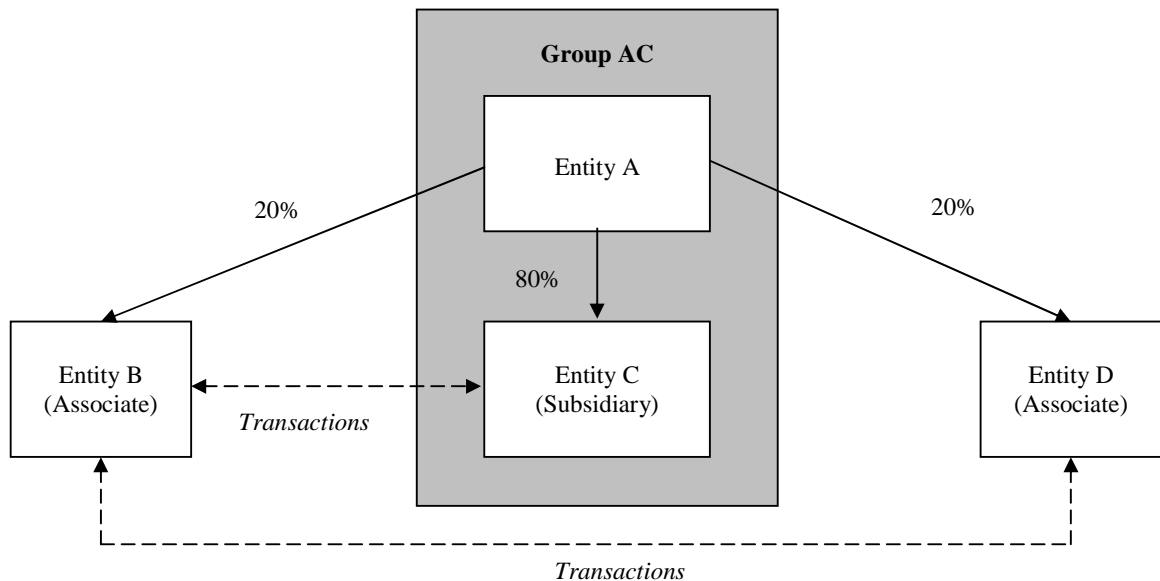 Group AC
Entity A
20%
20%
80%
Entity B
(Associate)
Entity C
(Subsidiary)
Entity D
(Associate)
Transactions
Transactions